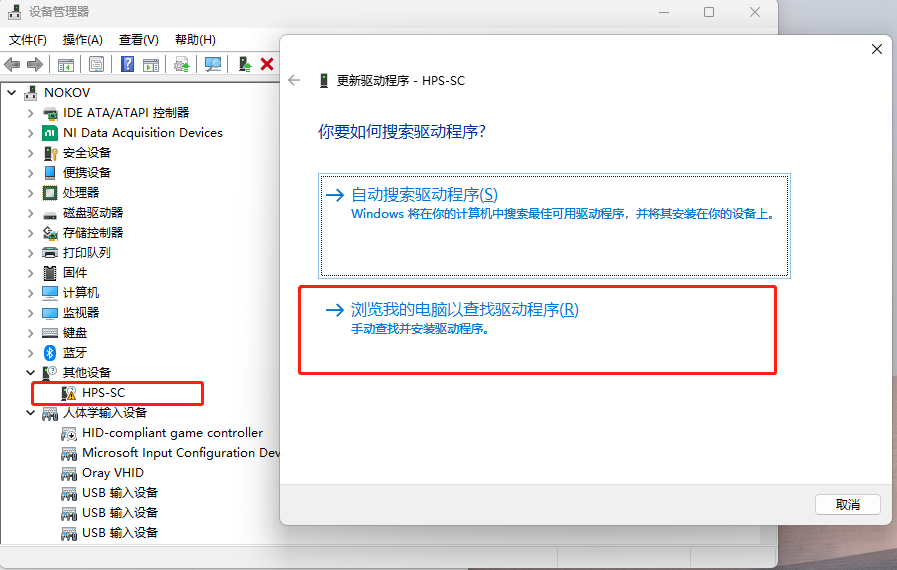 设备管理器
文件(F) 操作(A) 查看(V) 帮助(H)
NOKOV
IDE ATA/ATAPI 控制器
NI Data Acquisition Devices
安全设备
便携设备
处理器
磁盘驱动器
存储控制器
打印队列
固件
计算机
监视器
键盘
蓝牙
其他设备
HPS-SC
人体学输入设备
HID-compliant game controller
Microsoft Input Configuration Dev
Oray VHID
USB 输入设备
USB 输入设备
USB 输入设备
更新驱动程序 - HPS-SC
你要如何搜索驱动程序?
自动搜索驱动程序(S)
Windows 将在你的计算机中搜索最佳可用驱动程序，并将其安装在你的设备上。
浏览我的电脑以查找驱动程序(R)
手动查找并安装驱动程序。
取消